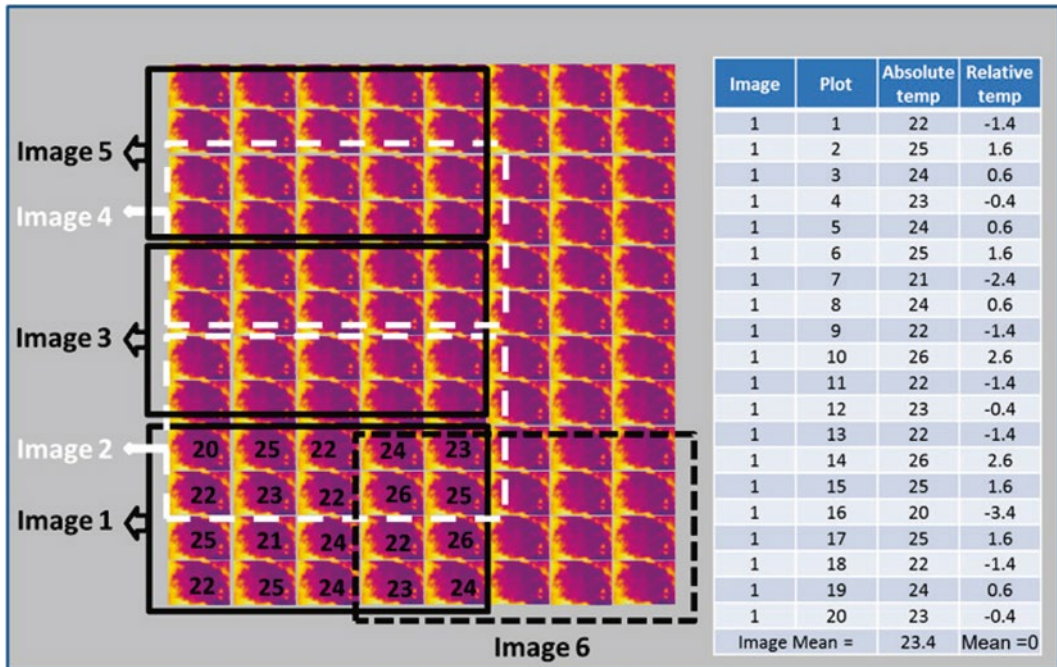 Image 5
Image 4
Image 3
Image 2
Image 1
20 25 22 24 23
22 23 22 26 25
25 21 24 22 26
22 25 24 23 24
Image 6
Image Plot Absolute temp Relative temp
1 1 22 -1.4
1 2 25 1.6
1 3 24 0.6
1 4 23 -0.4
1 5 24 0.6
1 6 25 1.6
1 7 21 -2.4
1 8 24 0.6
1 9 22 -1.4
1 10 26 2.6
1 11 22 -1.4
1 12 23 -0.4
1 13 22 -1.4
1 14 26 2.6
1 15 25 1.6
1 16 20 -3.4
1 17 25 1.6
1 18 22 -1.4
1 19 24 0.6
1 20 23 -0.4
Image Mean = 23.4 Mean =0